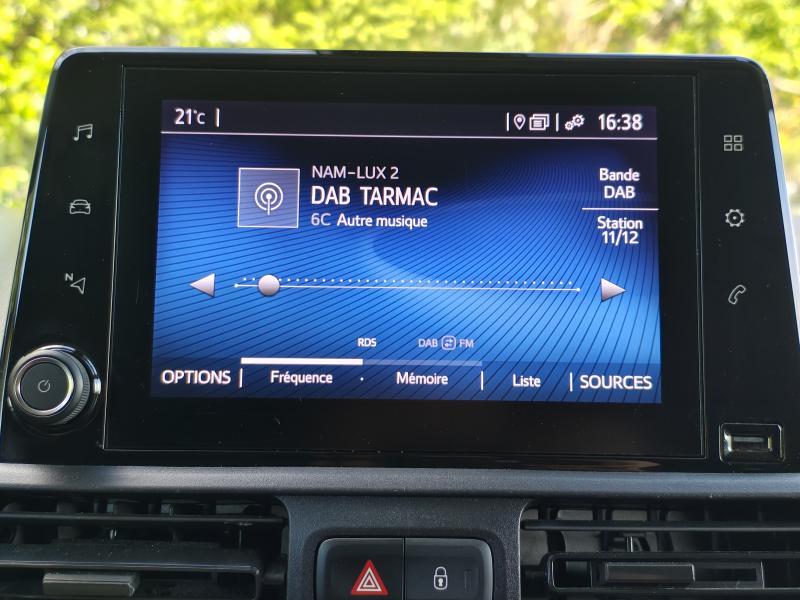 21°C
16:38
NAM-LUX 2
DAB TARMAC
6C Autre musique
Bande
DAB
Station
11/12
N
RDS
DAB FM
OPTIONS Fréquence Mémoire Liste SOURCES